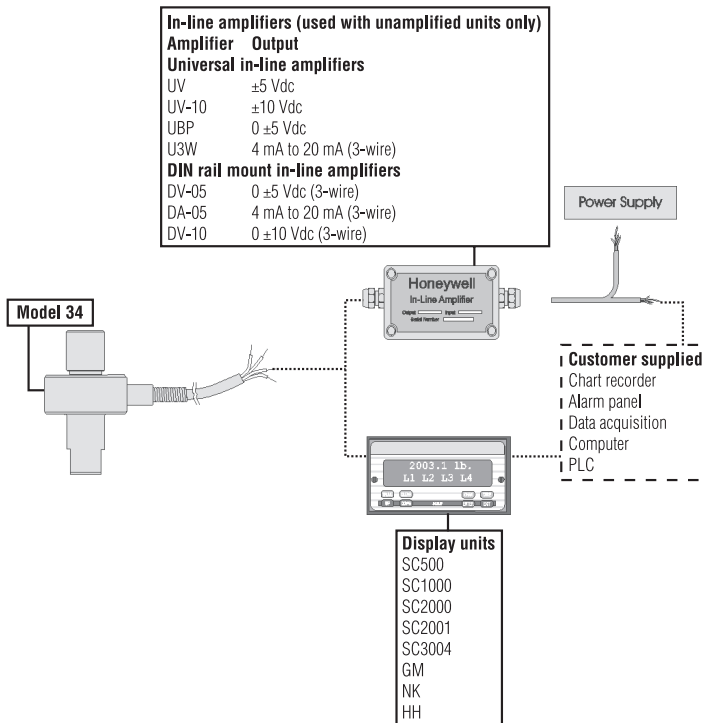 In-line amplifiers (used with unamplified units only)
Amplifier Output
Universal in-line amplifiers
UV ±5 Vdc
UV-10 ±10 Vdc
UBP 0 ±5 Vdc
U3W 4 mA to 20 mA (3-wire)
DIN rail mount in-line amplifiers
DV-05 0 ±5 Vdc (3-wire)
DA-05 4 mA to 20 mA (3-wire)
DV-10 0 ±10 Vdc (3-wire)
Power Supply
Honeywell
In-Line Amplifier
Output Input
Serial Number
Model 34
Customer supplied
Chart recorder
Alarm panel
Data acquisition
Computer
PLC
2003.1 lb.
L1 L2 L3 L4
Display units
SC500
SC1000
SC2000
SC2001
SC3004
GM
NK
HH